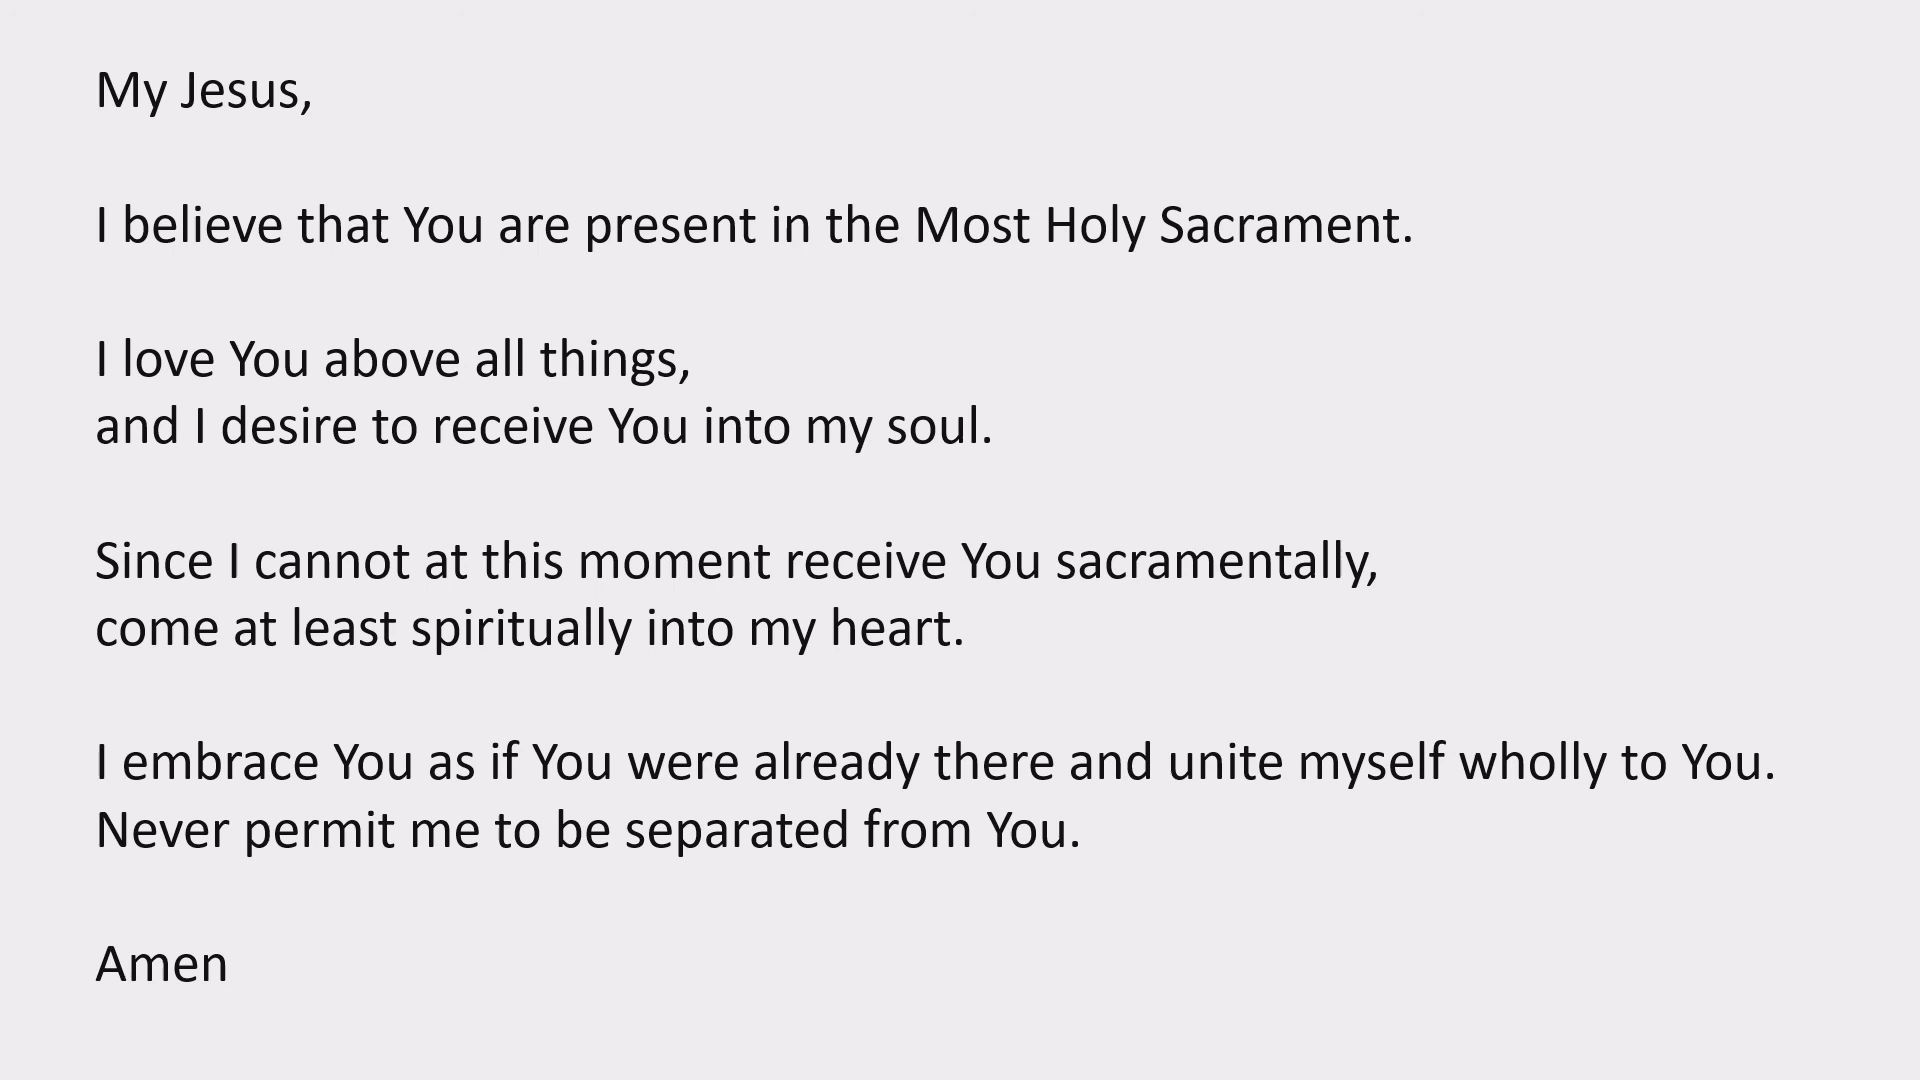 My Jesus,
I believe that You are present in the Most Holy Sacrament.
I love You above all things,
and I desire to receive You into my soul.
Since I cannot at this moment receive You sacramentally,
come at least spiritually into my heart.
I embrace You as if You were already there and unite myself wholly to You.
Never permit me to be separated from You.
Amen